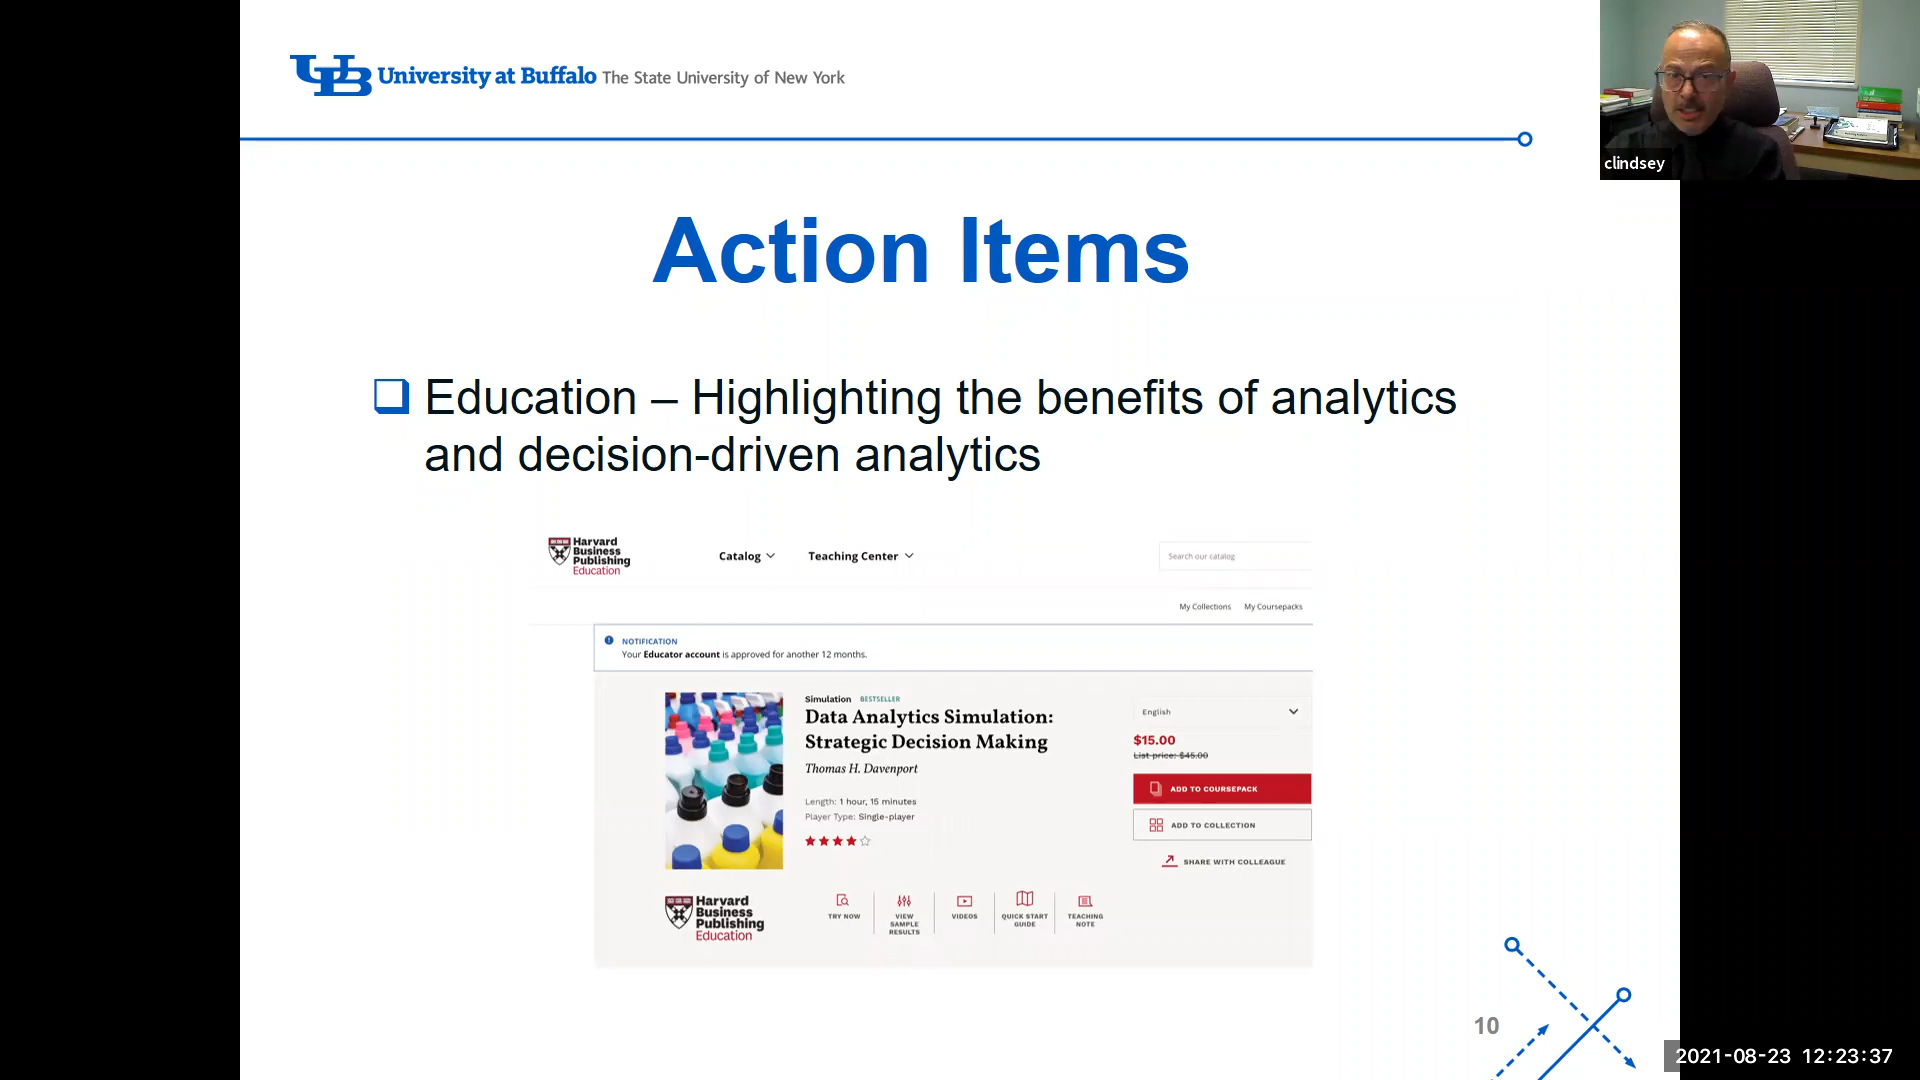 UB University at Buffalo The State University of New York
clindsey
Action Items
Education – Highlighting the benefits of analytics
and decision-driven analytics
Harvard
Business
Publishing
Education
Catalog
Teaching Center
Search our catalog
My Collections
My Coursepacks
NOTIFICATION
Your Educator account is approved for another 12 months.
Simulation BESTSELLER
Data Analytics Simulation:
Strategic Decision Making
Thomas H. Davenport
Length: 1 hour, 15 minutes
Player Type: Single-player
English
$15.00
List price: $45.00
ADD TO COURSEPACK
ADD TO COLLECTION
SHARE WITH COLLEAGUE
Harvard
Business
Publishing
Education
TRY NOW
VIEW
SAMPLE
RESULTS
VIDEOS
QUICK START
GUIDE
TEACHING
NOTE
10
2021-08-23 12:23:37